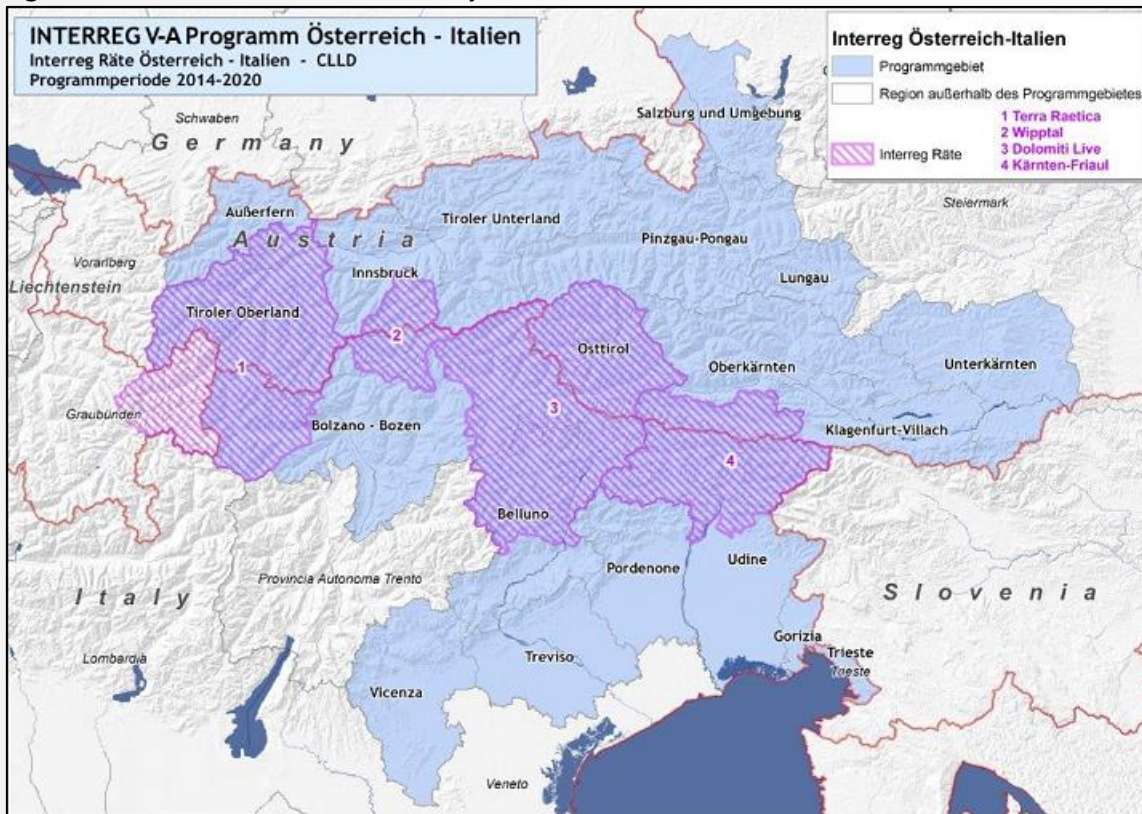 INTERREG V-A Programm Österreich - Italien
Interreg Räte Österreich - Italien - CLLD
Programmperiode 2014-2020
Interreg Österreich-Italien
Programmgebiet
Region außerhalb des Programmgebietes
Interreg Räte
1 Terra Raetica
2 Wipptal
3 Dolomiti Live
4 Kärnten-Friaul
Salzburg und Umgebung
Schwaben
Germany
Steiermark
Außerfern
Tiroler Unterland
Austria
Pinzgau-Pongau
Vorarlberg
Innsbruck
Lungau
Liechtenstein
Tiroler Oberland
2
Osttirol
Oberkärnten
Unterkärnten
1
3
Graubünden
Bolzano - Bozen
Klagenfurt-Villach
4
Belluno
Udine
Pordenone
Provincia Autonoma Trento
Italy
Slovenia
Gorizia
Trieste
Trieste
Treviso
Lombardia
Vicenza
Veneto